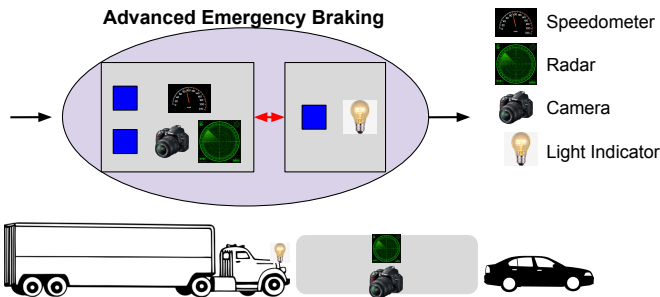 Advanced Emergency Braking
Speedometer
Radar
Camera
Light Indicator